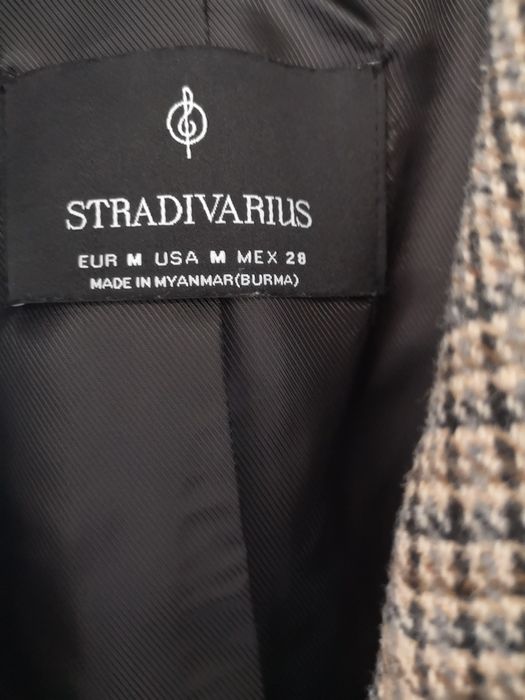 STRADIVARIUS
EUR M USA M MEX 28
MADE IN MYANMAR(BURMA)